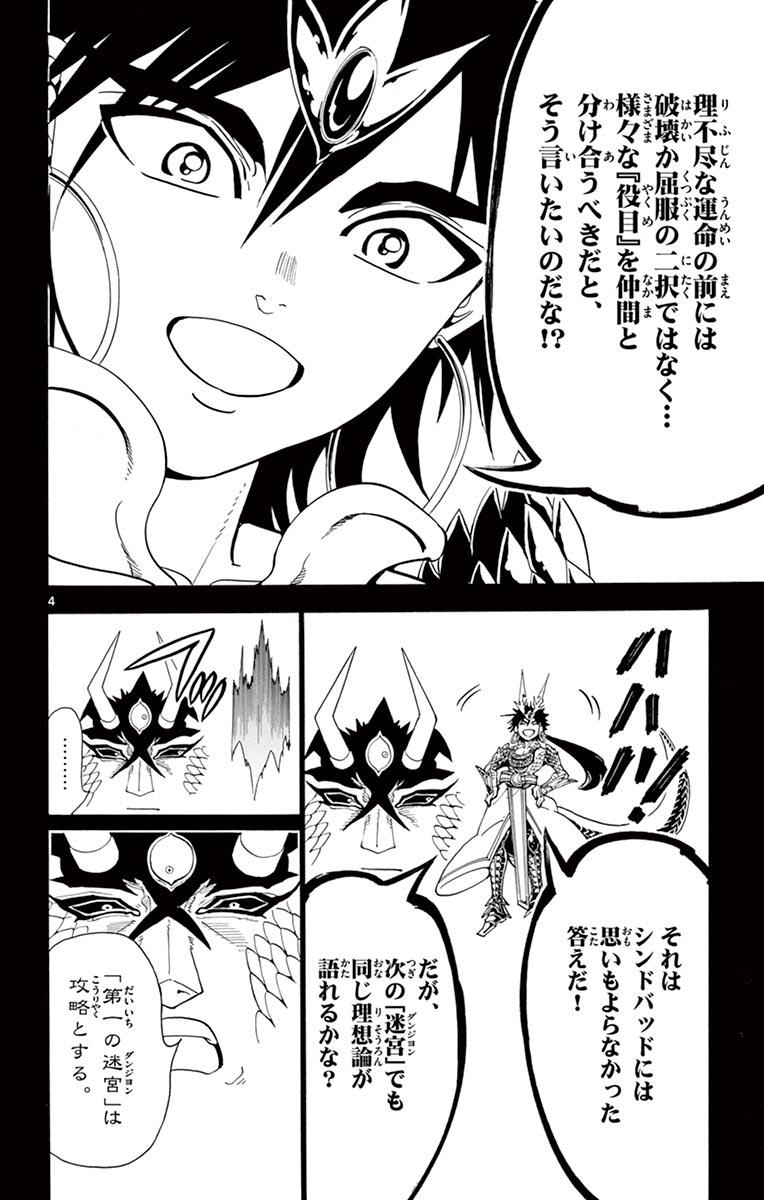 理不尽な運命の前には
破壊か屈服の二択ではなく…
様々な『役目』を仲間と
分け合うべきだと、
そう言いたいのだな!?
4
ハハハハ
それは
シンドバッドには
思いもよらなかった
答えだ!
だが、
次の「迷宮」でも
同じ理想論が
語れるかな?
フッ
………
「第一の迷宮」は
攻略とする。